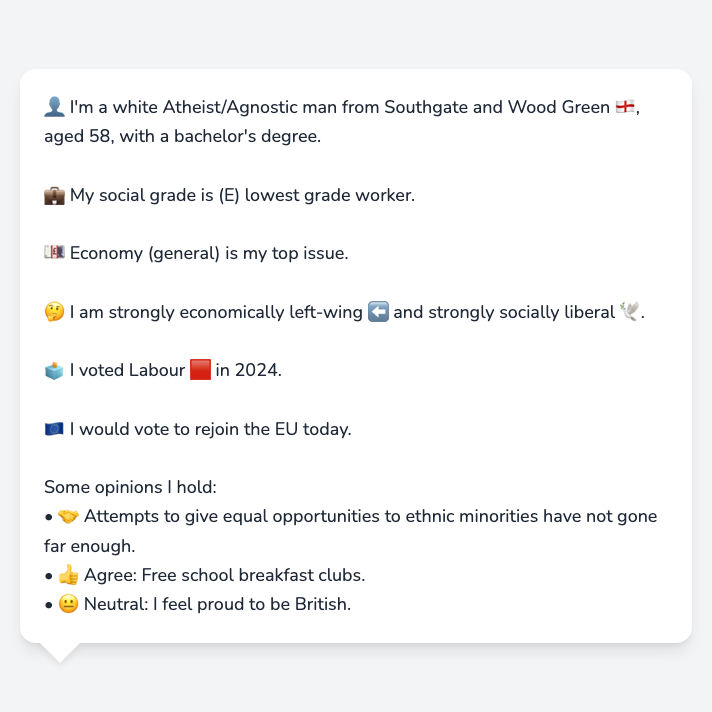 👤 I'm a white Atheist/Agnostic man from Southgate and Wood Green 🏴󠁧󠁢󠁥󠁮󠁧󠁿,
aged 58, with a bachelor's degree.
💼 My social grade is (E) lowest grade worker.
💷 Economy (general) is my top issue.
🤔 I am strongly economically left-wing ⬅️ and strongly socially liberal 🕊️.
🗳️ I voted Labour 🟥 in 2024.
🇪🇺 I would vote to rejoin the EU today.
Some opinions I hold:
• 🤝 Attempts to give equal opportunities to ethnic minorities have not gone
far enough.
• 👍 Agree: Free school breakfast clubs.
• 😐 Neutral: I feel proud to be British.